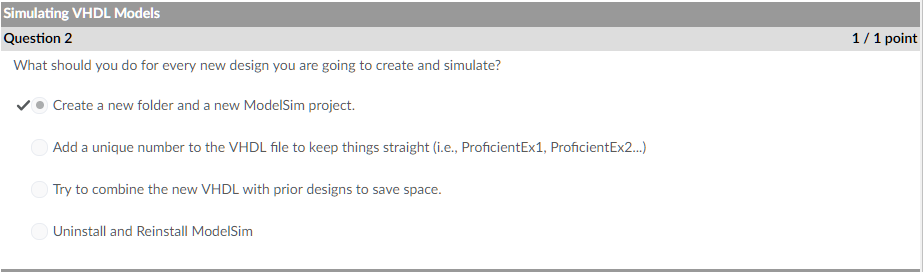 Simulating VHDL Models
Question 2 1 / 1 point
What should you do for every new design you are going to create and simulate?
Create a new folder and a new ModelSim project.
Add a unique number to the VHDL file to keep things straight (i.e., ProficientEx1, ProficientEx2...)
Try to combine the new VHDL with prior designs to save space.
Uninstall and Reinstall ModelSim